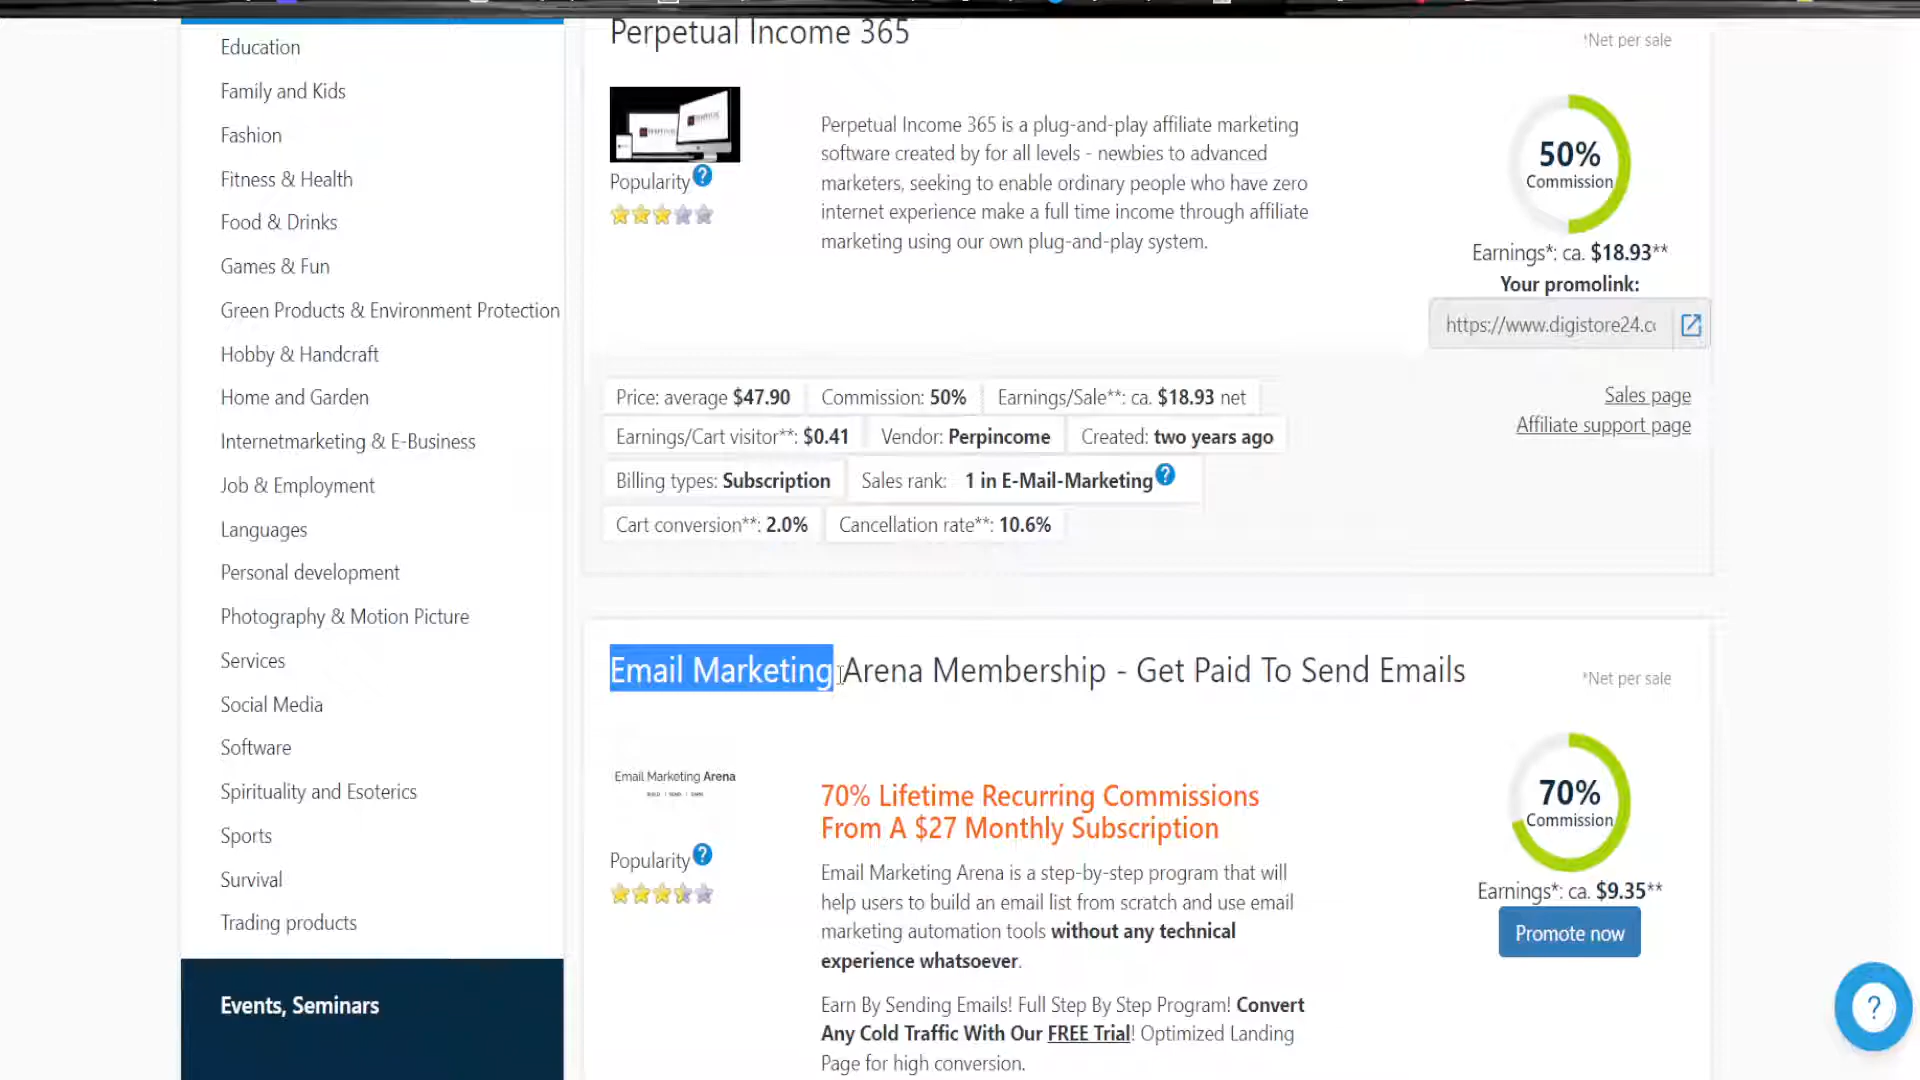 Education
Family and Kids
Fashion
Fitness & Health
Food & Drinks
Games & Fun
Green Products & Environment Protection
Hobby & Handcraft
Home and Garden
Internetmarketing & E-Business
Job & Employment
Languages
Personal development
Photography & Motion Picture
Services
Social Media
Software
Spirituality and Esoterics
Sports
Survival
Trading products
Events, Seminars
Perpetual Income 365
*Net per sale
Popularity
Perpetual Income 365 is a plug-and-play affiliate marketing
software created by for all levels - newbies to advanced
marketers, seeking to enable ordinary people who have zero
internet experience make a full time income through affiliate
marketing using our own plug-and-play system.
50%
Commission
Earnings*: ca. $18.93**
Your promolink:
https://www.digistore24.co
Price: average $47.90 Commission: 50% Earnings/Sale**: ca. $18.93 net
Earnings/Cart visitor**: $0.41 Vendor: Perpincome Created: two years ago
Billing types: Subscription Sales rank: 1 in E-Mail-Marketing ?
Cart conversion**: 2.0% Cancellation rate**: 10.6%
Sales page
Affiliate support page
Email Marketing Arena Membership - Get Paid To Send Emails
*Net per sale
Email Marketing Arena
Popularity
70% Lifetime Recurring Commissions
From A $27 Monthly Subscription
Email Marketing Arena is a step-by-step program that will
help users to build an email list from scratch and use email
marketing automation tools without any technical
experience whatsoever.
Earn By Sending Emails! Full Step By Step Program! Convert
Any Cold Traffic With Our FREE Trial! Optimized Landing
Page for high conversion.
70%
Commission
Earnings*: ca. $9.35**
Promote now
?